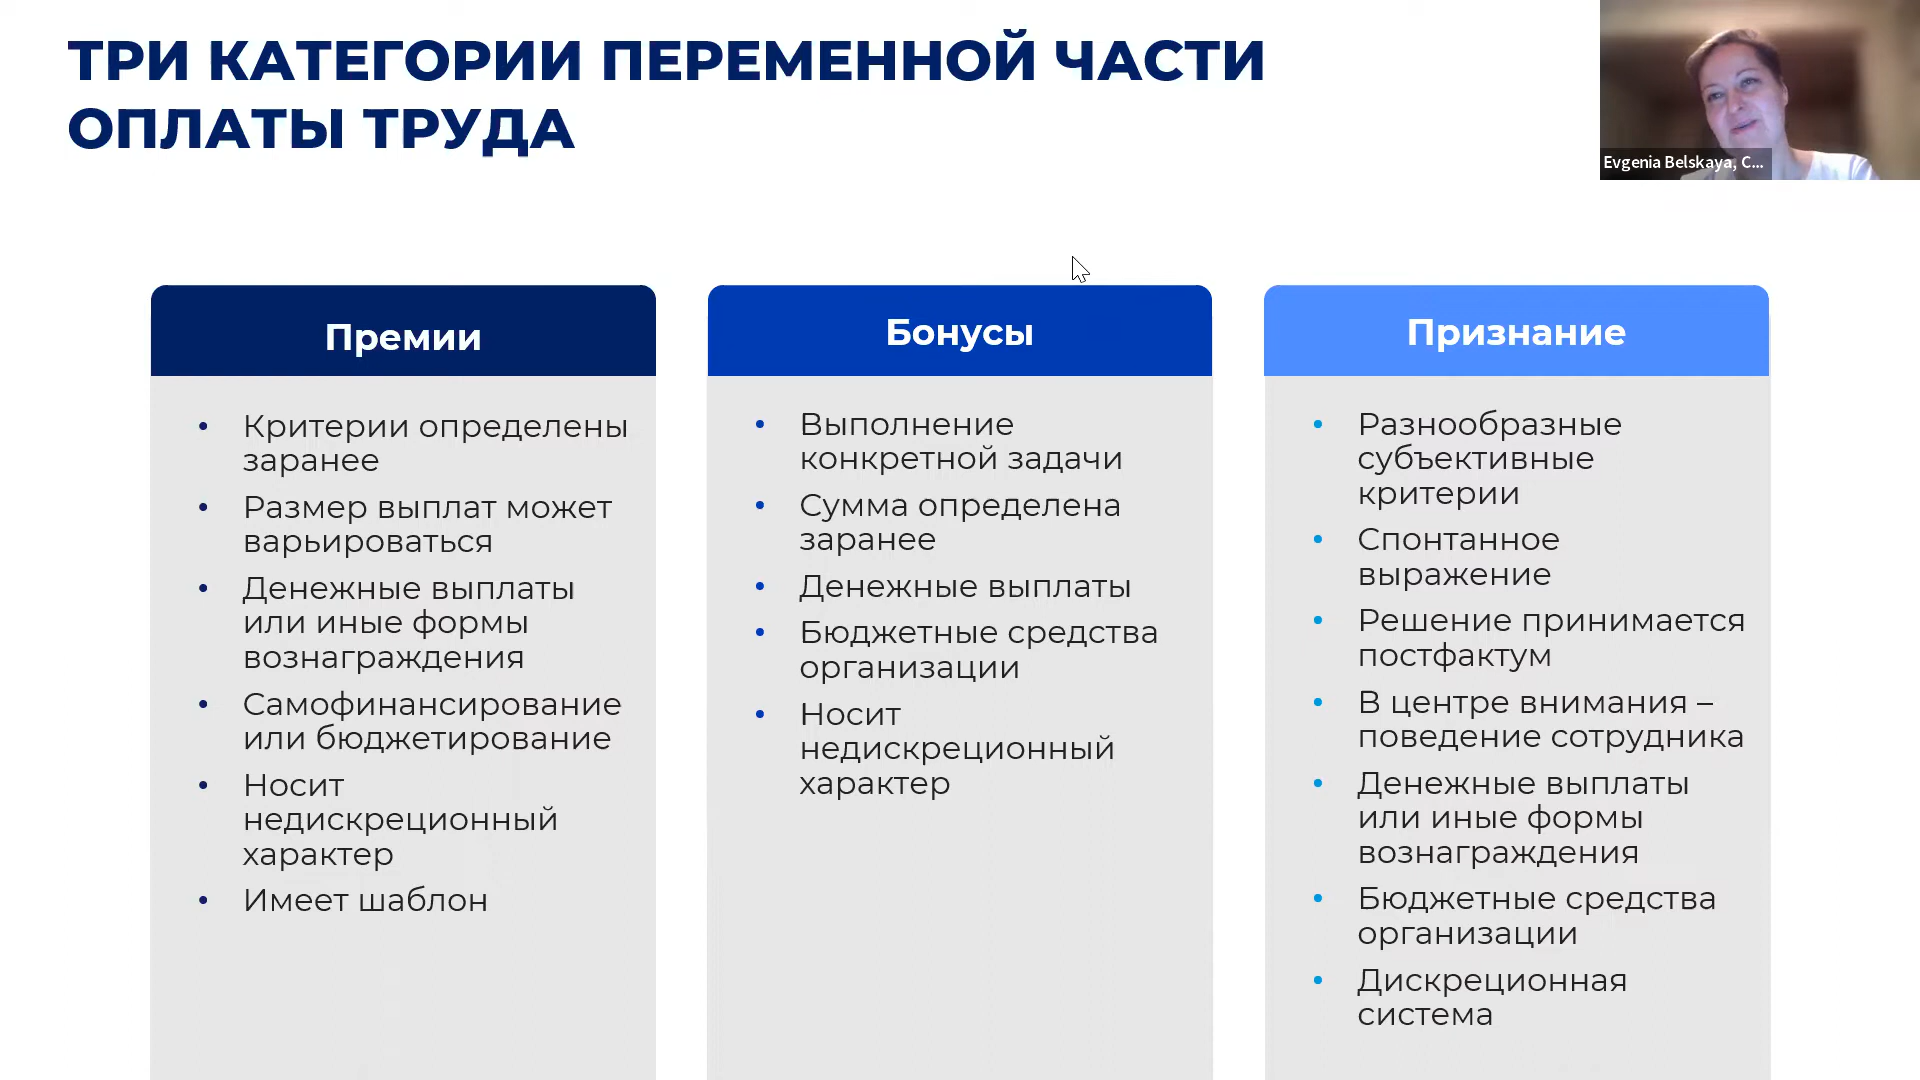 ТРИ КАТЕГОРИИ ПЕРЕМЕННОЙ ЧАСТИ
ОПЛАТЫ ТРУДА
Evgenia Belskaya, C...
Премии
• Критерии определены
заранее
• Размер выплат может
варьироваться
• Денежные выплаты
или иные формы
вознаграждения
• Самофинансирование
или бюджетирование
• Носит
недискреционный
характер
• Имеет шаблон
Бонусы
• Выполнение
конкретной задачи
• Сумма определена
заранее
• Денежные выплаты
• Бюджетные средства
организации
• Носит
недискреционный
характер
Признание
• Разнообразные
субъективные
критерии
• Спонтанное
выражение
• Решение принимается
постфактум
• В центре внимания –
поведение сотрудника
• Денежные выплаты
или иные формы
вознаграждения
• Бюджетные средства
организации
• Дискреционная
система